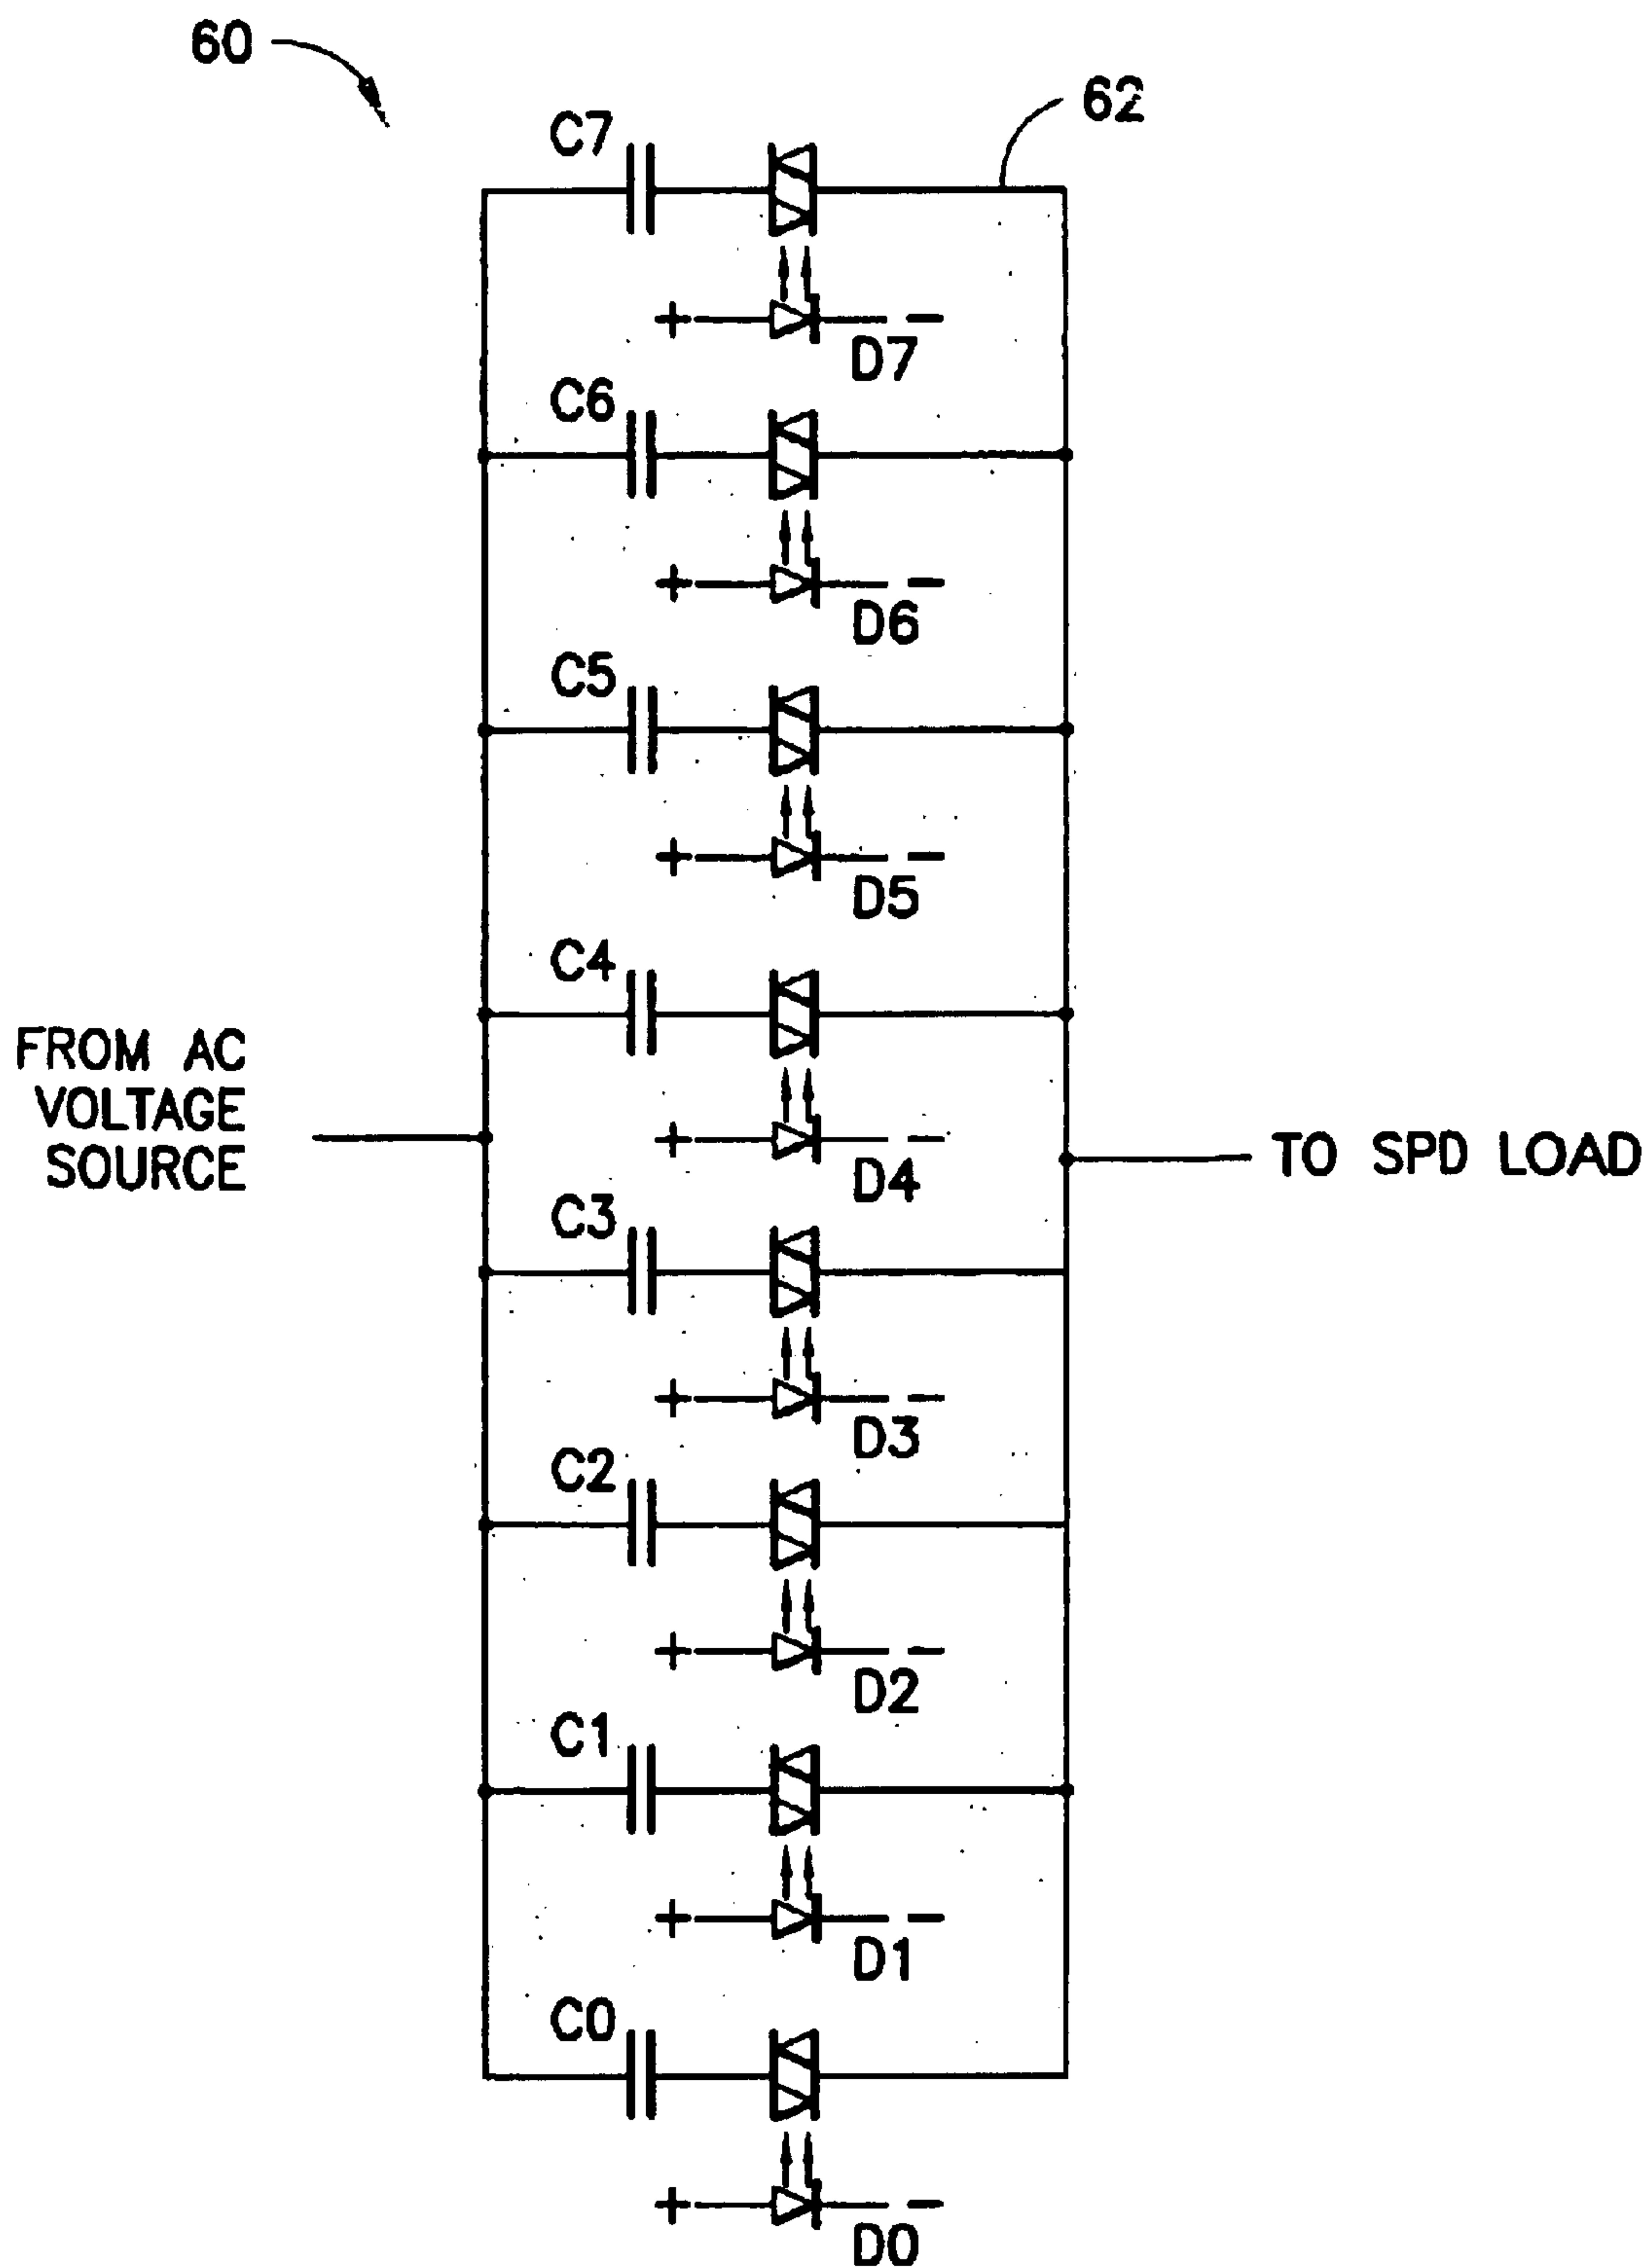 60
62
C7
+ -
D7
C6
+ -
D6
C5
+ -
D5
C4
FROM AC
VOLTAGE
SOURCE
+ -
D4
TO SPD LOAD
C3
+ -
D3
C2
+ -
D2
C1
+ -
D1
C0
+ -
D0